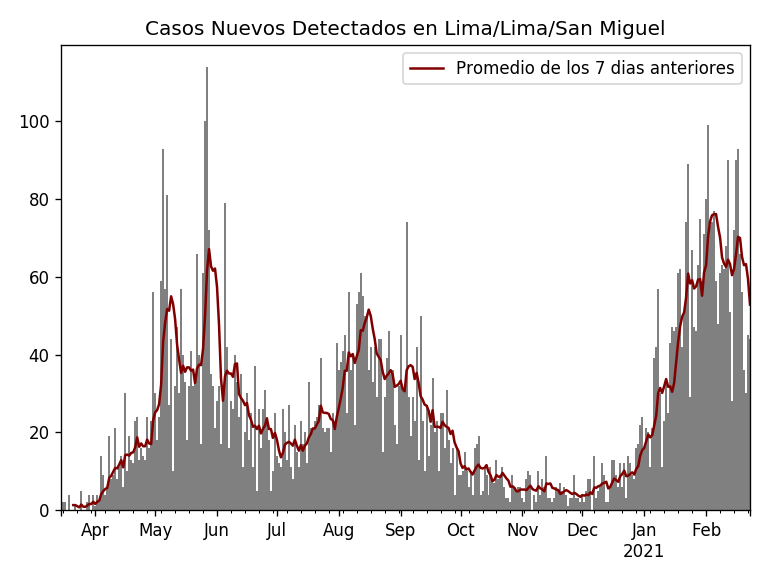 Casos Nuevos Detectados en Lima/Lima/San Miguel
Promedio de los 7 dias anteriores
100
80
60
40
20
0
Apr May Jun Jul Aug Sep Oct Nov Dec Jan Feb
2021